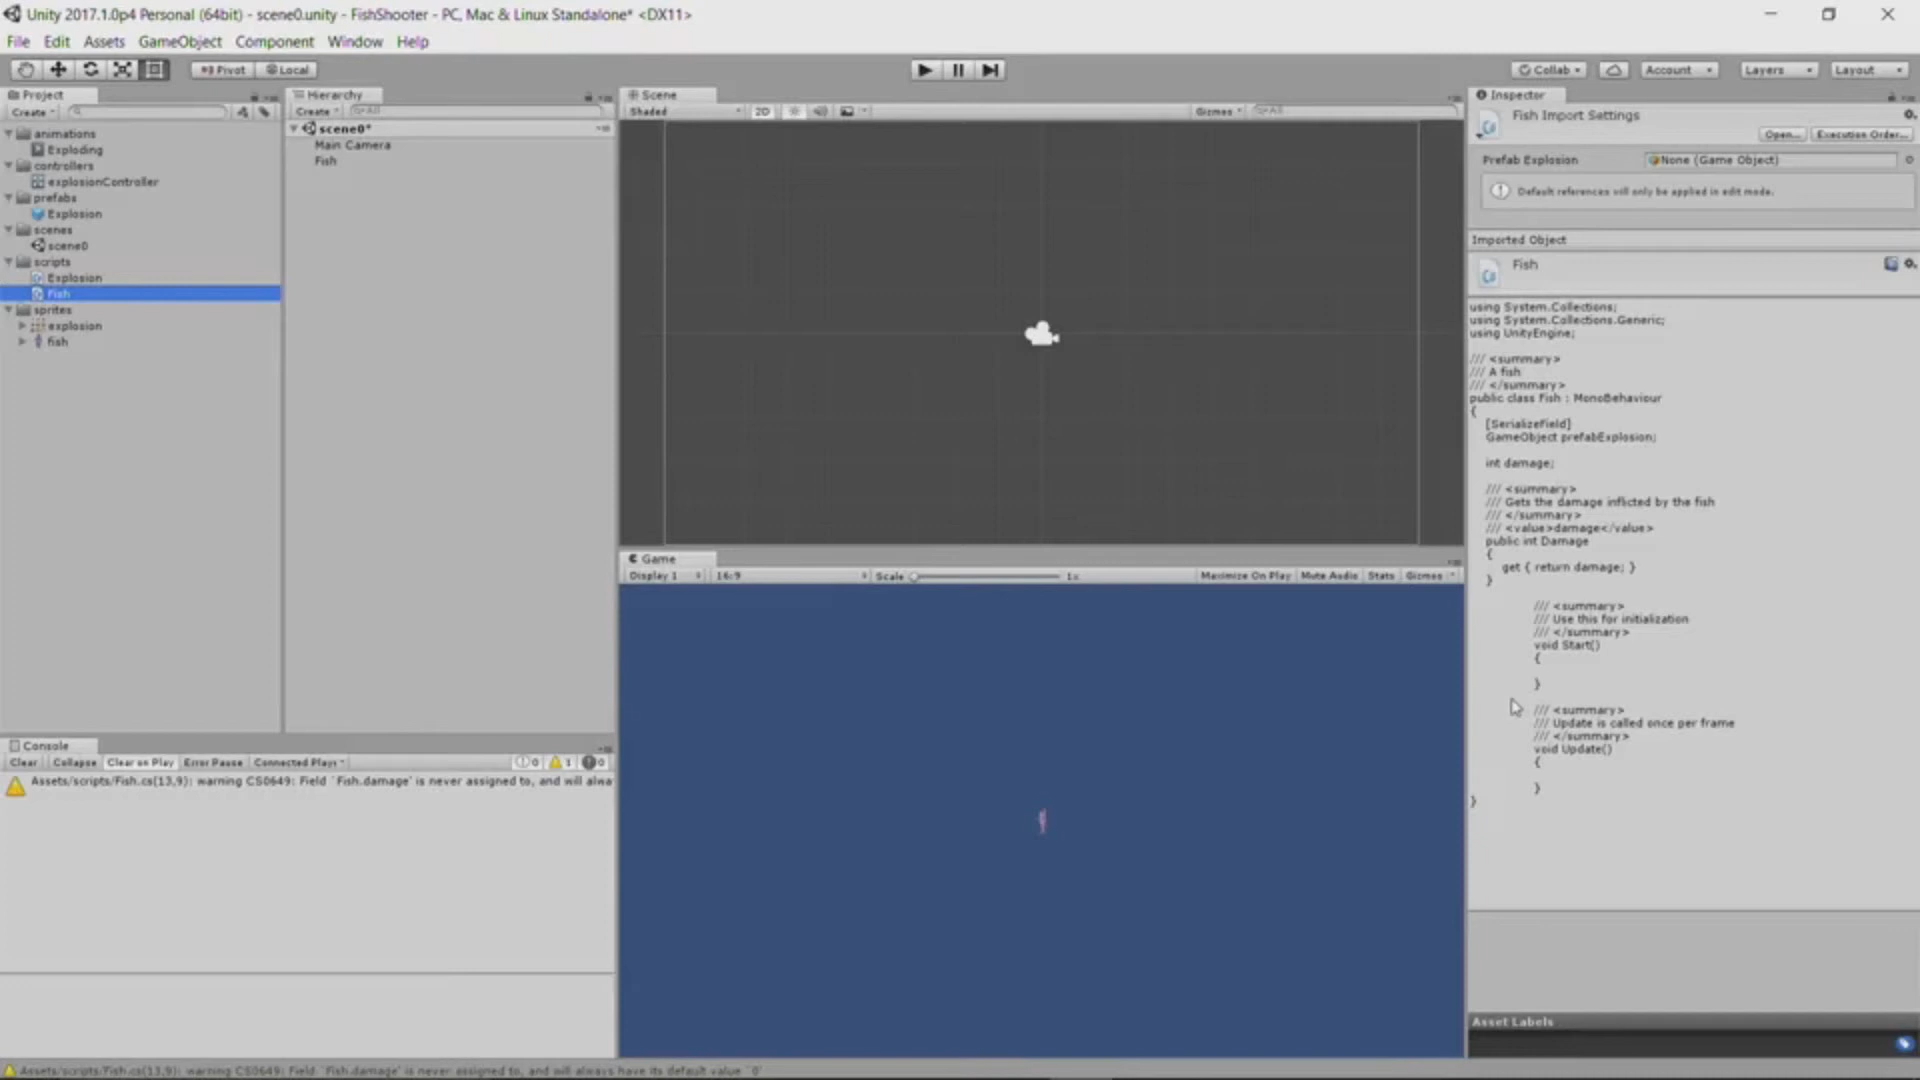 Unity 2017.1.0p4 Personal (64bit) - scene0.unity - FishShooter - PC, Mac & Linux Standalone* <DX11>
File Edit Assets GameObject Component Window Help
Pivot Local
Collab Account Layers Layout
Project
Create
animations
Exploding
controllers
explosionController
prefabs
Explosion
scenes
scene0
scripts
Explosion
Fish
sprites
explosion
fish
Hierarchy
Create All
scene0*
Main Camera
Fish
Scene
Shaded 2D Gizmos All
Game
Display 1 16:9 Scale 1x Maximize On Play Mute Audio Stats Gizmos
Inspector
Fish Import Settings
Open... Execution Order...
Prefab Explosion None (Game Object)
Default references will only be applied in edit mode.
Imported Object
Fish
using System.Collections;
using System.Collections.Generic;
using UnityEngine;
/// <summary>
/// A fish
/// </summary>
public class Fish : MonoBehaviour
{
[SerializeField]
GameObject prefabExplosion;
int damage;
/// <summary>
/// Gets the damage inflicted by the fish
/// </summary>
/// <value>damage</value>
public int Damage
{
get { return damage; }
}
/// <summary>
/// Use this for initialization
/// </summary>
void Start()
{
}
/// <summary>
/// Update is called once per frame
/// </summary>
void Update()
{
}
}
Asset Labels
Console
Clear Collapse Clear on Play Error Pause Connected Playe 0 1 0
Assets/scripts/Fish.cs(13,9): warning CS0649: Field `Fish.damage' is never assigned to, and will alwa
Assets/scripts/Fish.cs(13,9): warning CS0649: Field `Fish.damage' is never assigned to, and will always have its default value `0'